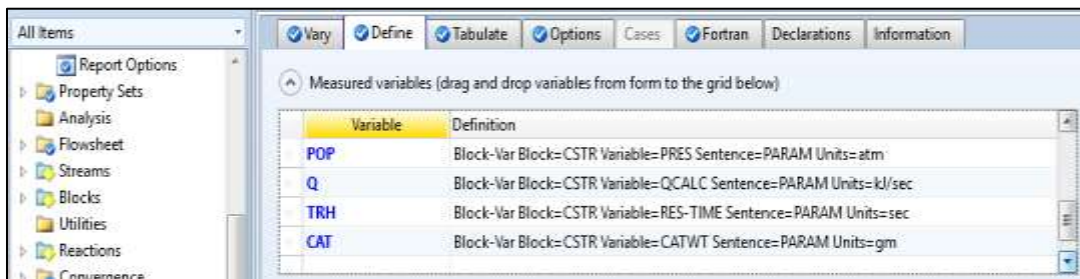 All Items
Report Options
Property Sets
Analysis
Flowsheet
Streams
Blocks
Utilities
Reactions
Convergence
Vary Define Tabulate Options Cases Fortran Declarations Information
Measured variables (drag and drop variables from form to the grid below)
Variable Definition
POP Block-Var Block=CSTR Variable=PRES Sentence=PARAM Units=atm
Q Block-Var Block=CSTR Variable=QCALC Sentence=PARAM Units=kJ/sec
TRH Block-Var Block=CSTR Variable=RES-TIME Sentence=PARAM Units=sec
CAT Block-Var Block=CSTR Variable=CATWT Sentence=PARAM Units=gm